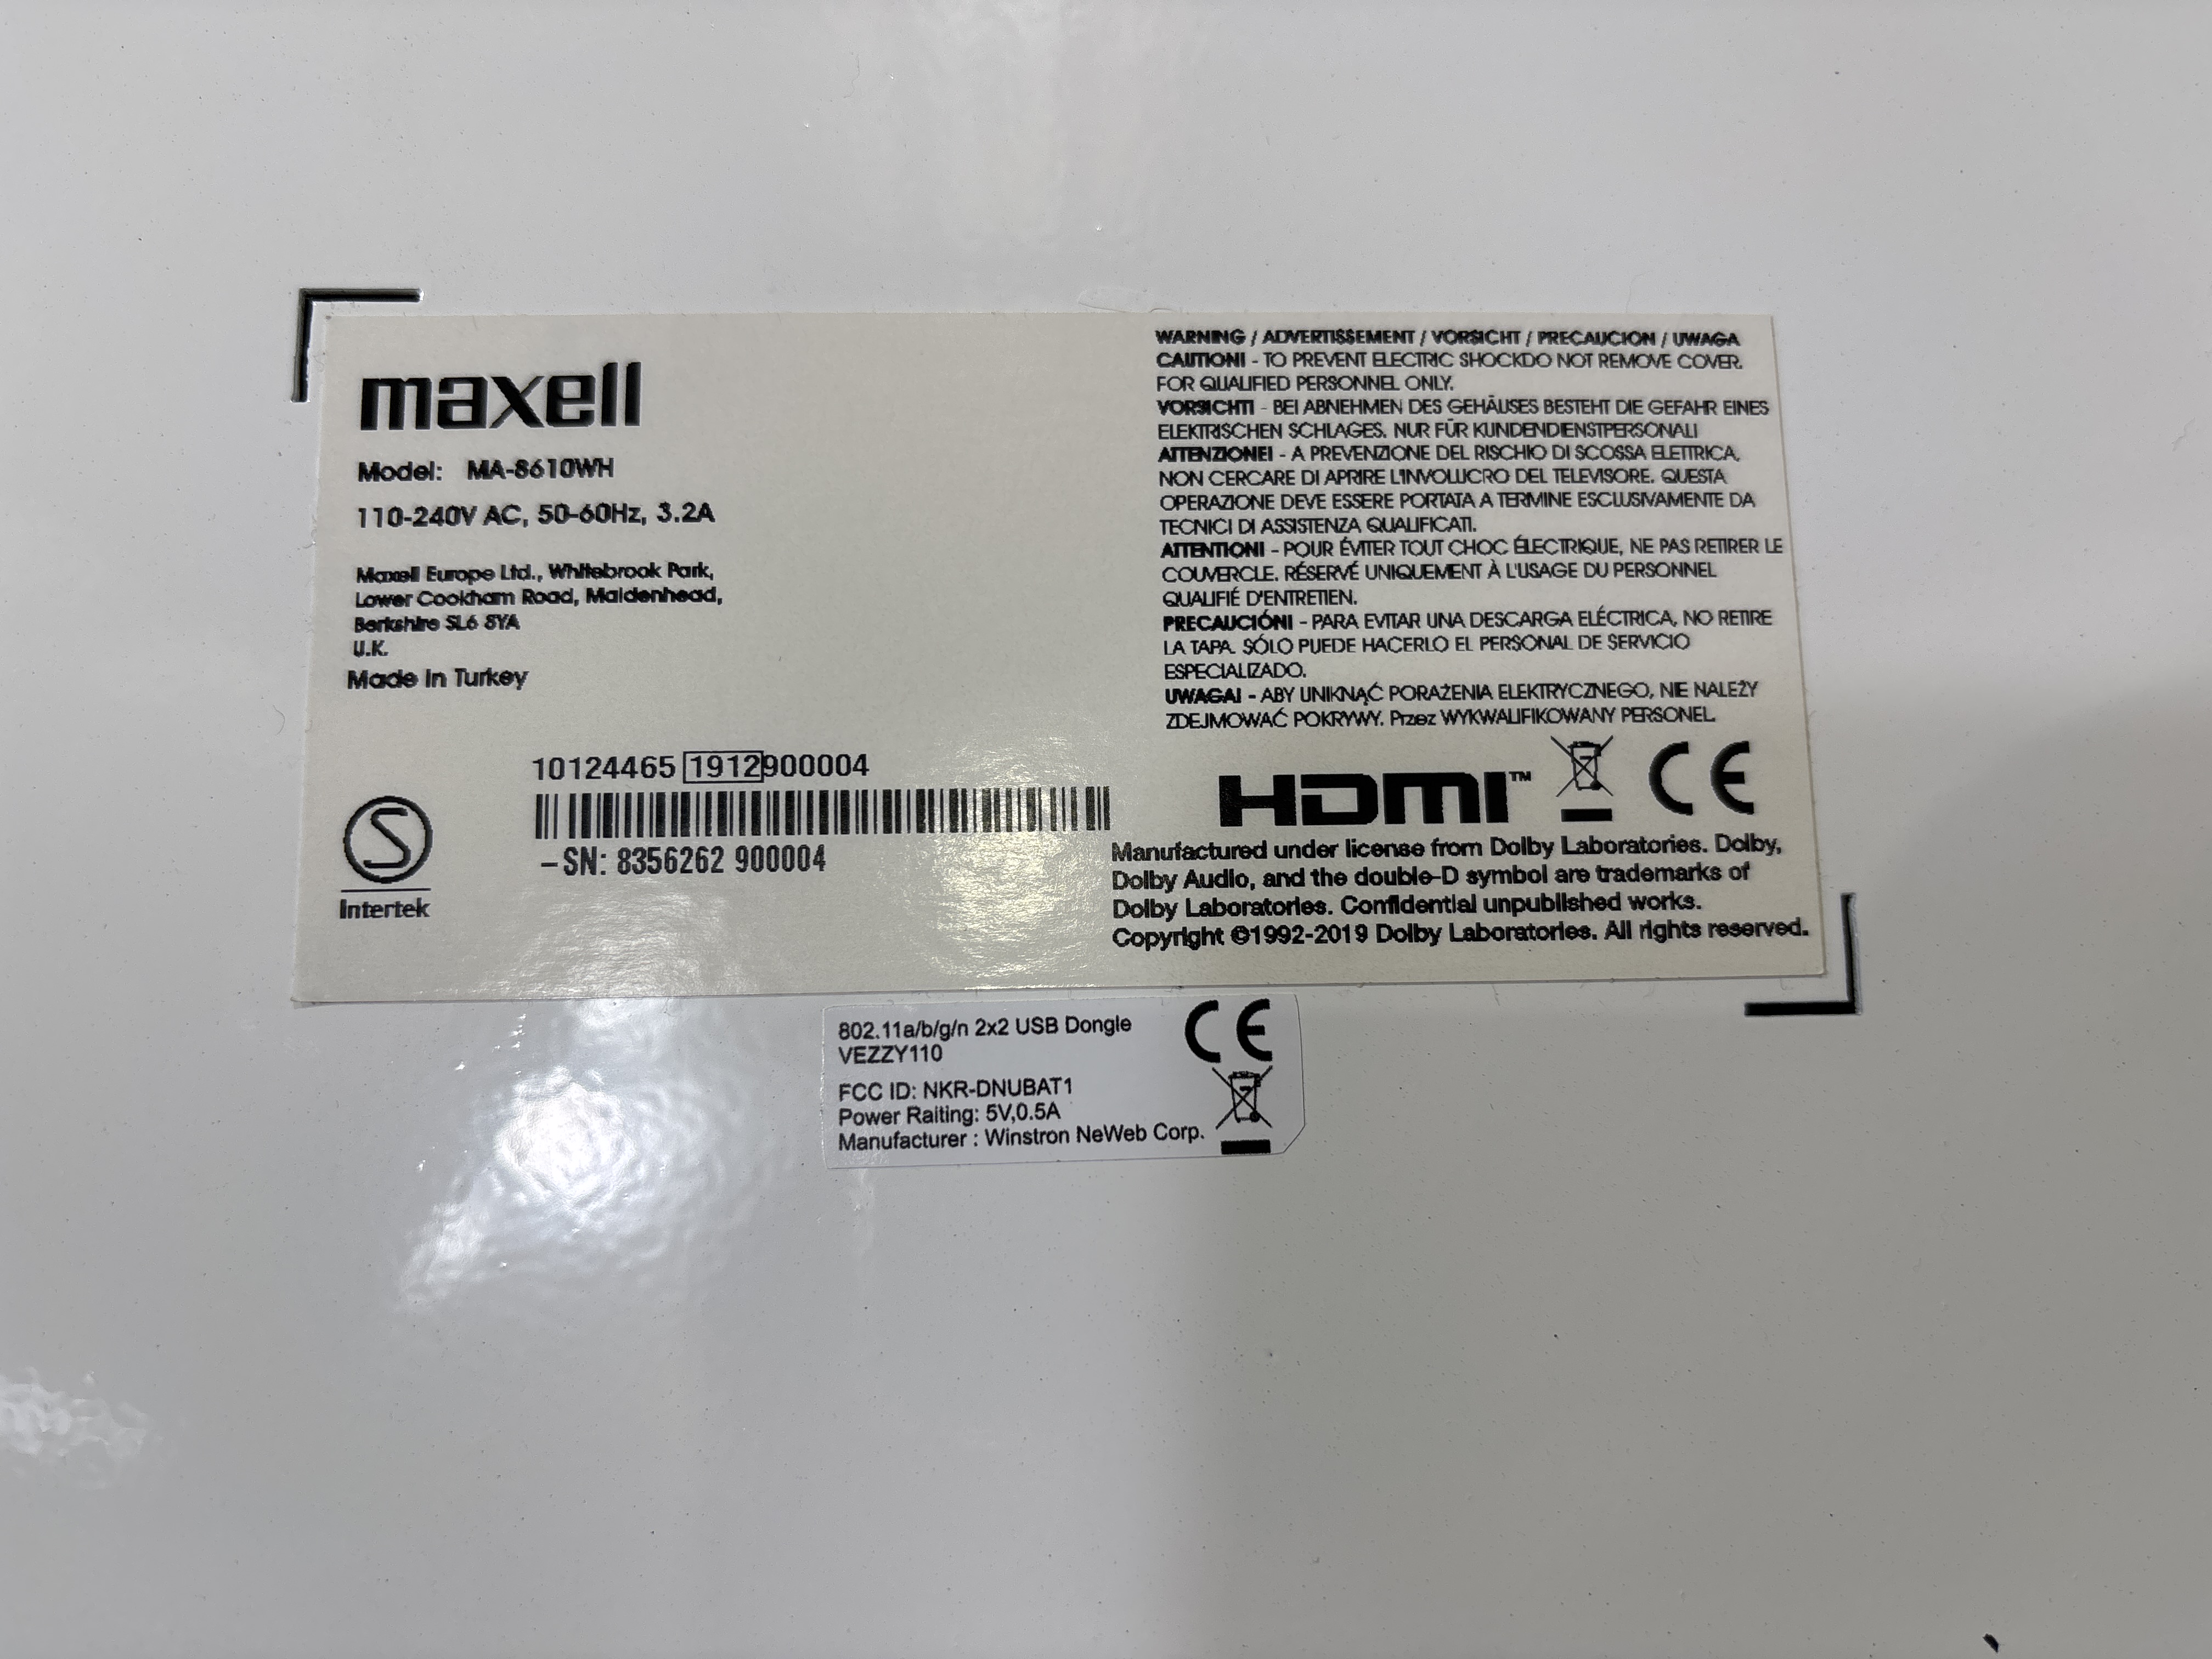 maxell
Model: MA-8610WH
110-240V AC, 50-60Hz, 3.2A
Maxell Europe Ltd., Whitebrook Park,
Lower Cookham Road, Maidenhead,
Berkshire SL6 8YA
U.K.
Made in Turkey
10124465 1912900004
–SN: 8356262 900004
S
Intertek
WARNING / ADVERTISSEMENT / VORSICHT / PRECAUCION / UWAGA
CAUTION! - TO PREVENT ELECTRIC SHOCKDO NOT REMOVE COVER.
FOR QUALIFIED PERSONNEL ONLY.
VORSICHT! - BEI ABNEHMEN DES GEHÄUSES BESTEHT DIE GEFAHR EINES
ELEKTRISCHEN SCHLAGES. NUR FÜR KUNDENDIENSTPERSONAL!
ATTENZIONE! - A PREVENZIONE DEL RISCHIO DI SCOSSA ELETTRICA,
NON CERCARE DI APRIRE L'INVOLUCRO DEL TELEVISORE. QUESTA
OPERAZIONE DEVE ESSERE PORTATA A TERMINE ESCLUSIVAMENTE DA
TECNICI DI ASSISTENZA QUALIFICATI.
ATTENTION! - POUR ÉVITER TOUT CHOC ÉLECTRIQUE, NE PAS RETIRER LE
COUVERCLE. RÉSERVÉ UNIQUEMENT À L'USAGE DU PERSONNEL
QUALIFIÉ D'ENTRETIEN.
PRECAUCIÓN! - PARA EVITAR UNA DESCARGA ELÉCTRICA, NO RETIRE
LA TAPA. SÓLO PUEDE HACERLO EL PERSONAL DE SERVICIO
ESPECIALIZADO.
UWAGA! - ABY UNIKNĄĆ PORAŻENIA ELEKTRYCZNEGO, NIE NALEŻY
ZDEJMOWAĆ POKRYWY. Przez WYKWALIFIKOWANY PERSONEL.
HDMI™ CE
Manufactured under license from Dolby Laboratories. Dolby,
Dolby Audio, and the double-D symbol are trademarks of
Dolby Laboratories. Confidential unpublished works.
Copyright ©1992-2019 Dolby Laboratories. All rights reserved.
802.11a/b/g/n 2x2 USB Dongle
VEZZY110
FCC ID: NKR-DNUBAT1
Power Raiting: 5V,0.5A
Manufacturer : Winstron NeWeb Corp.
CE